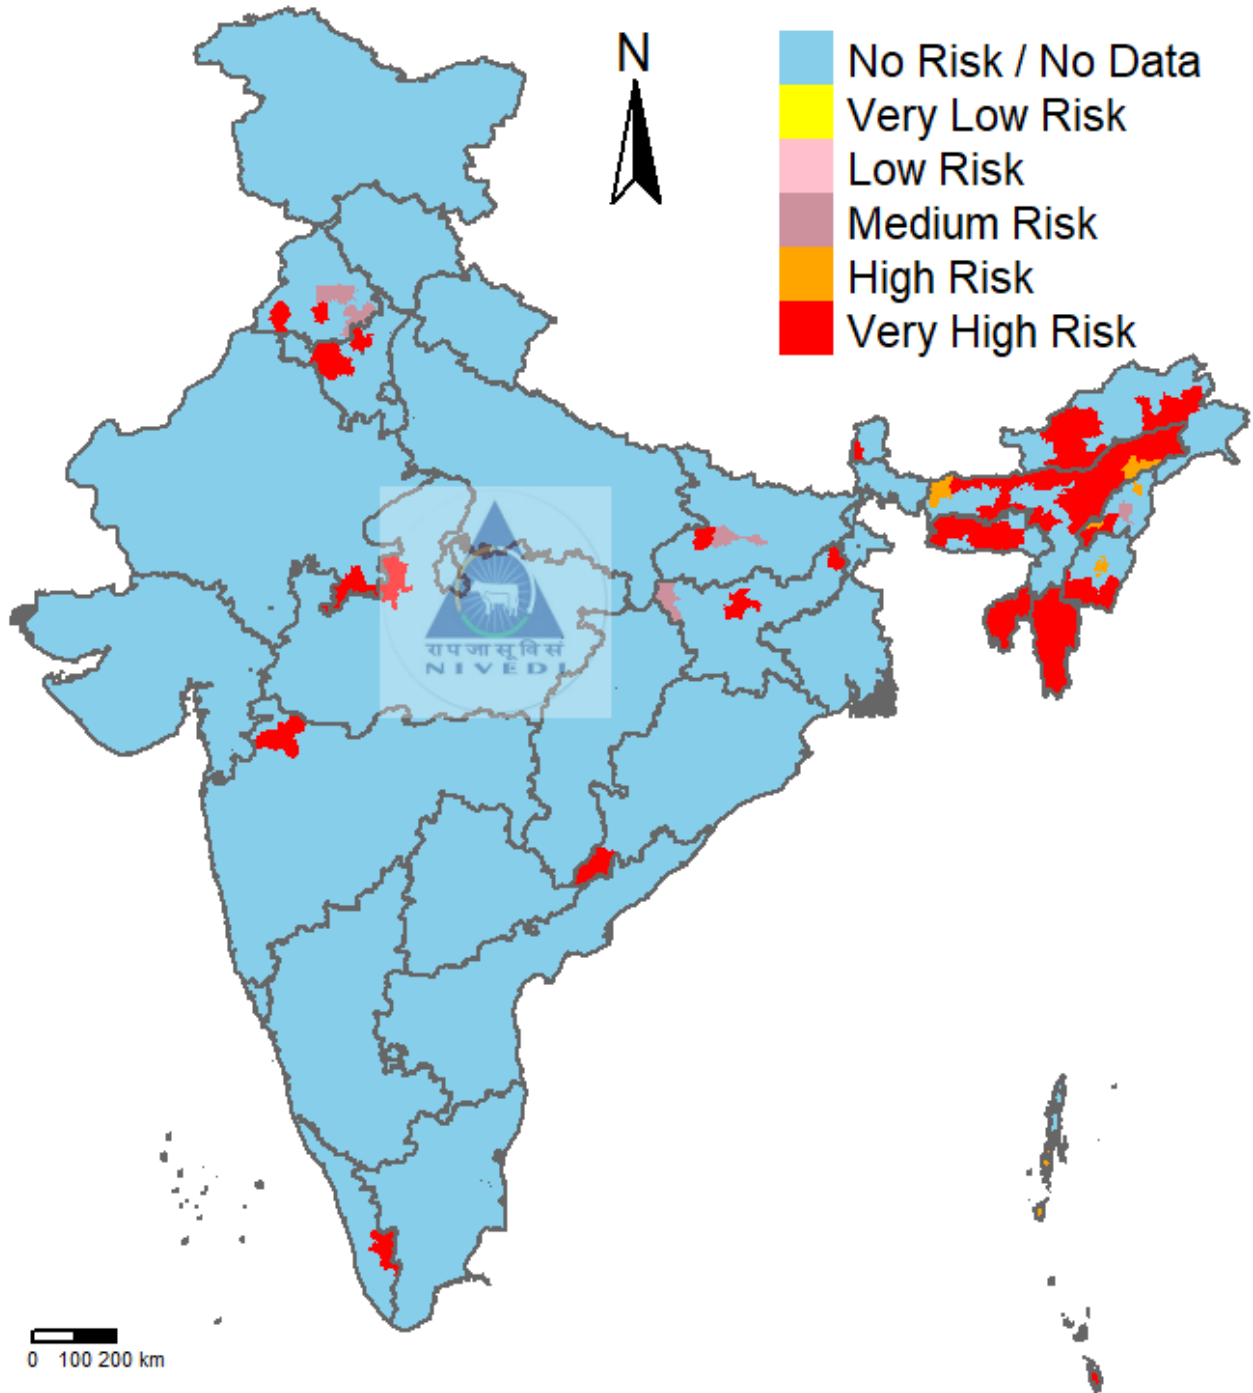 N
No Risk / No Data
Very Low Risk
Low Risk
Medium Risk
High Risk
Very High Risk
रापजासूविसं
NIVEDI
0 100 200 km